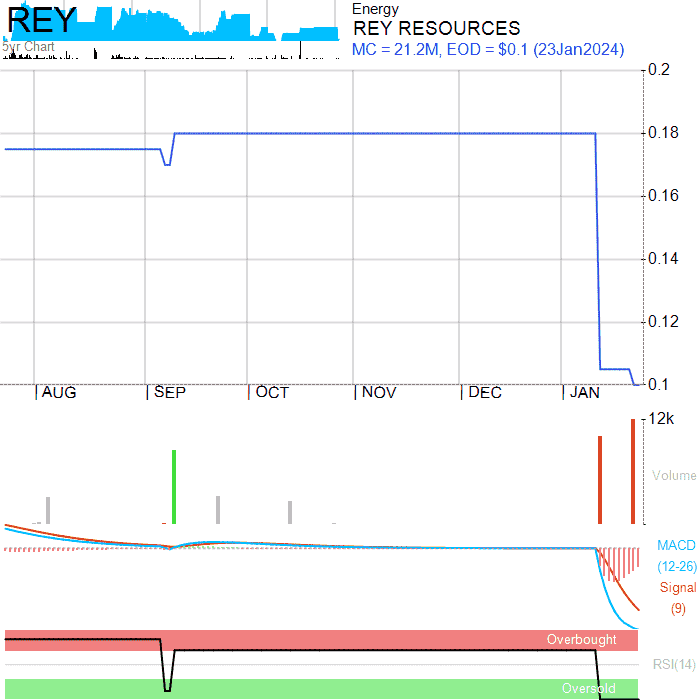 REY
5yr Chart
Energy
REY RESOURCES
MC = 21.2M, EOD = $0.1 (23Jan2024)
0.2
0.18
0.16
0.14
0.12
0.1
AUG SEP OCT NOV DEC JAN
12k
Volume
MACD
(12-26)
Signal
(9)
Overbought
RSI(14)
Oversold